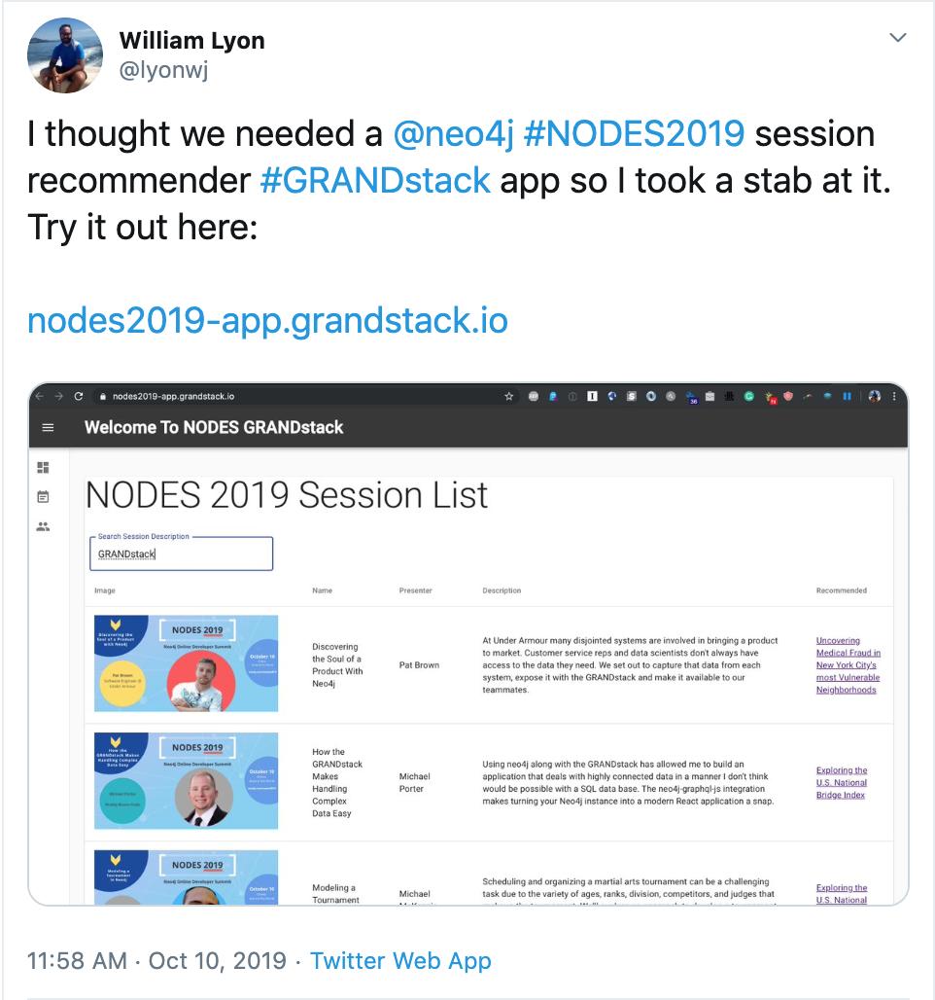 William Lyon
@lyonwj
I thought we needed a @neo4j #NODES2019 session
recommender #GRANDstack app so I took a stab at it.
Try it out here:
nodes2019-app.grandstack.io
nodes2019-app.grandstack.io
Welcome To NODES GRANDstack
NODES 2019 Session List
Search Session Description
GRANDstack
Image Name Presenter Description Recommended
Discovering the
Soul of a Product
with Neo4j
NODES 2019
Neo4j Online Developer Summit
October 10
Pat Brown
Software Engineer @
Under Armour
Discovering
the Soul of a
Product With
Neo4j
Pat Brown
At Under Armour many disjointed systems are involved in bringing a product
to market. Customer service reps and data scientists don't always have
access to the data they need. We set out to capture that data from each
system, expose it with the GRANDstack and make it available to our
teammates.
Uncovering
Medical Fraud in
New York City's
most Vulnerable
Neighborhoods
How the
GRANDstack Makes
Handling Complex
Data Easy
NODES 2019
Neo4j Online Developer Summit
October 10
Michael Porter
How the
GRANDstack
Makes
Handling
Complex
Data Easy
Michael
Porter
Using neo4j along with the GRANDstack has allowed me to build an
application that deals with highly connected data in a manner I don't think
would be possible with a SQL data base. The neo4j-graphql-js integration
makes turning your Neo4j instance into a modern React application a snap.
Exploring the
U.S. National
Bridge Index
Modeling a
Tournament
in Neo4j
NODES 2019
Neo4j Online Developer Summit
October 10
Modeling a
Tournament
Michael
Scheduling and organizing a martial arts tournament can be a challenging
task due to the variety of ages, ranks, division, competitors, and judges that
Exploring the
U.S. National
11:58 AM · Oct 10, 2019 · Twitter Web App